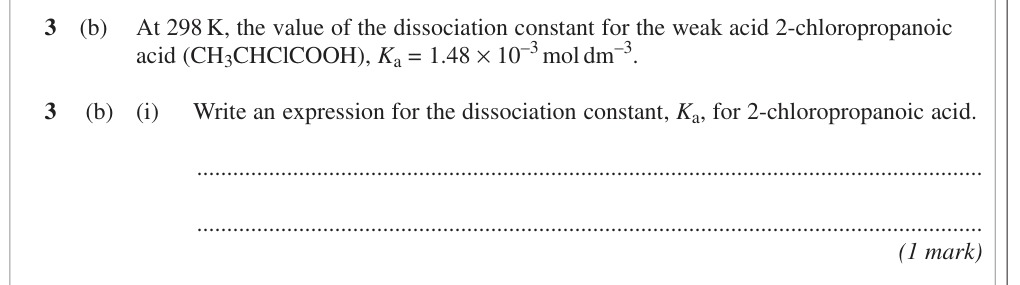 3 (b) At 298 K, the value of the dissociation constant for the weak acid 2-chloropropanoic
acid (CH₃CHClCOOH), Kₐ = 1.48 × 10⁻³ mol dm⁻³.
3 (b) (i) Write an expression for the dissociation constant, Kₐ, for 2-chloropropanoic acid.
(1 mark)